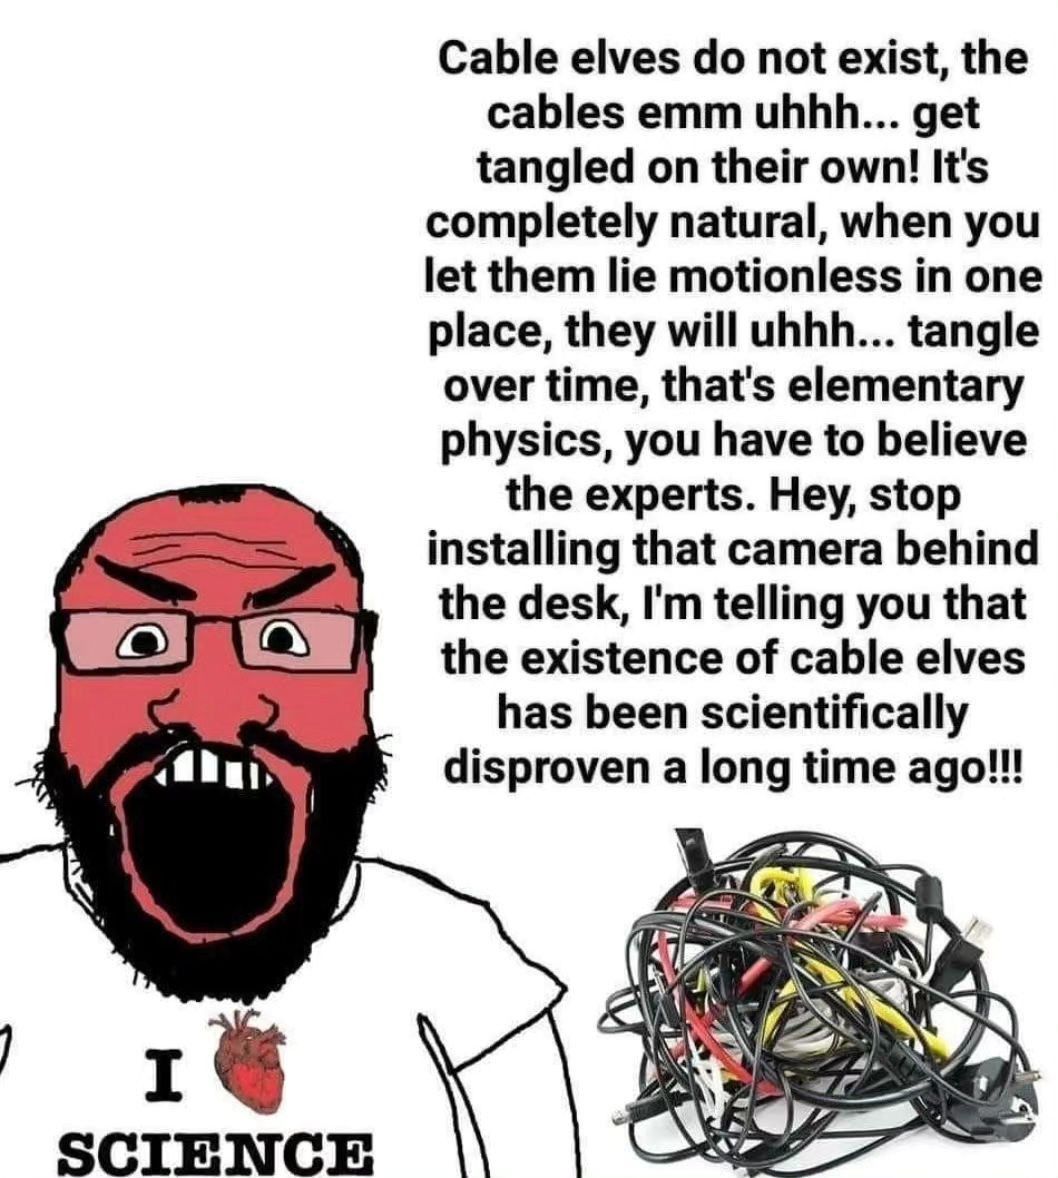 Cable elves do not exist, the
cables emm uhhh... get
tangled on their own! It's
completely natural, when you
let them lie motionless in one
place, they will uhhh... tangle
over time, that's elementary
physics, you have to believe
the experts. Hey, stop
installing that camera behind
the desk, I'm telling you that
the existence of cable elves
has been scientifically
disproven a long time ago!!!
I
SCIENCE